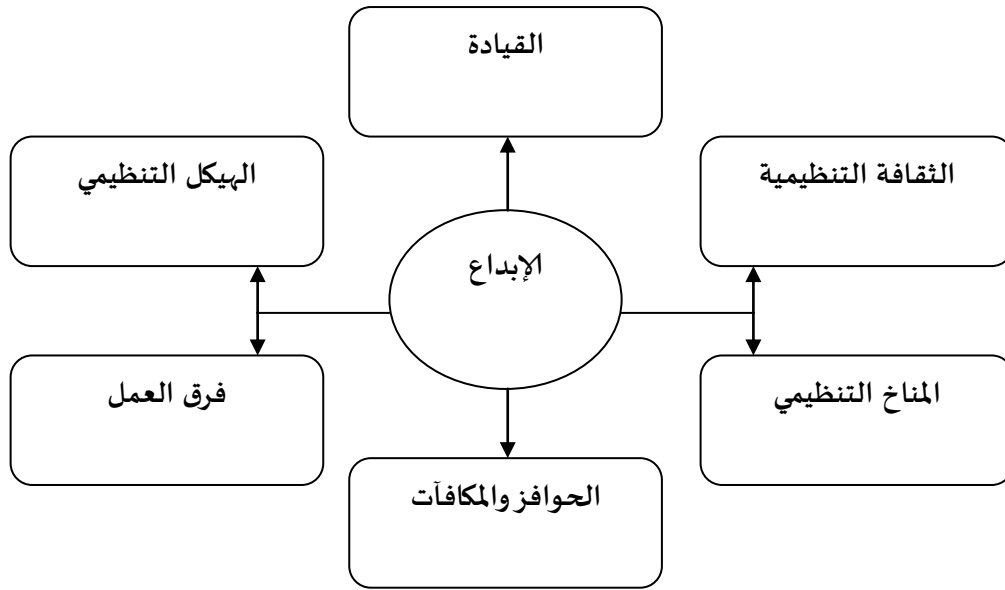 القيادة
الثقافة التنظيمية
الهيكل التنظيمي
الإبداع
المناخ التنظيمي
فرق العمل
الحوافز والمكافآت